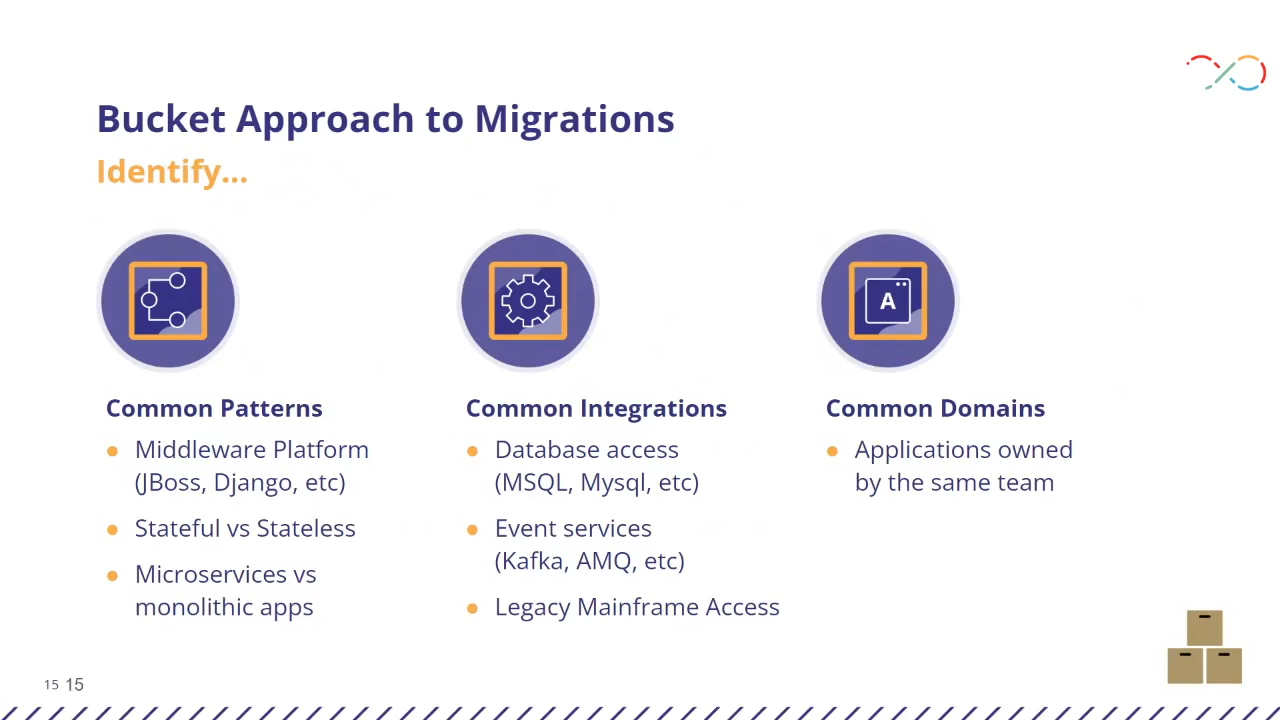 Bucket Approach to Migrations
Identify...
A
Common Patterns
Middleware Platform
(JBoss, Django, etc)
Stateful vs Stateless
Microservices vs
monolithic apps
Common Integrations
Database access
(MSQL, Mysql, etc)
Event services
(Kafka, AMQ, etc)
Legacy Mainframe Access
Common Domains
Applications owned
by the same team
15 15